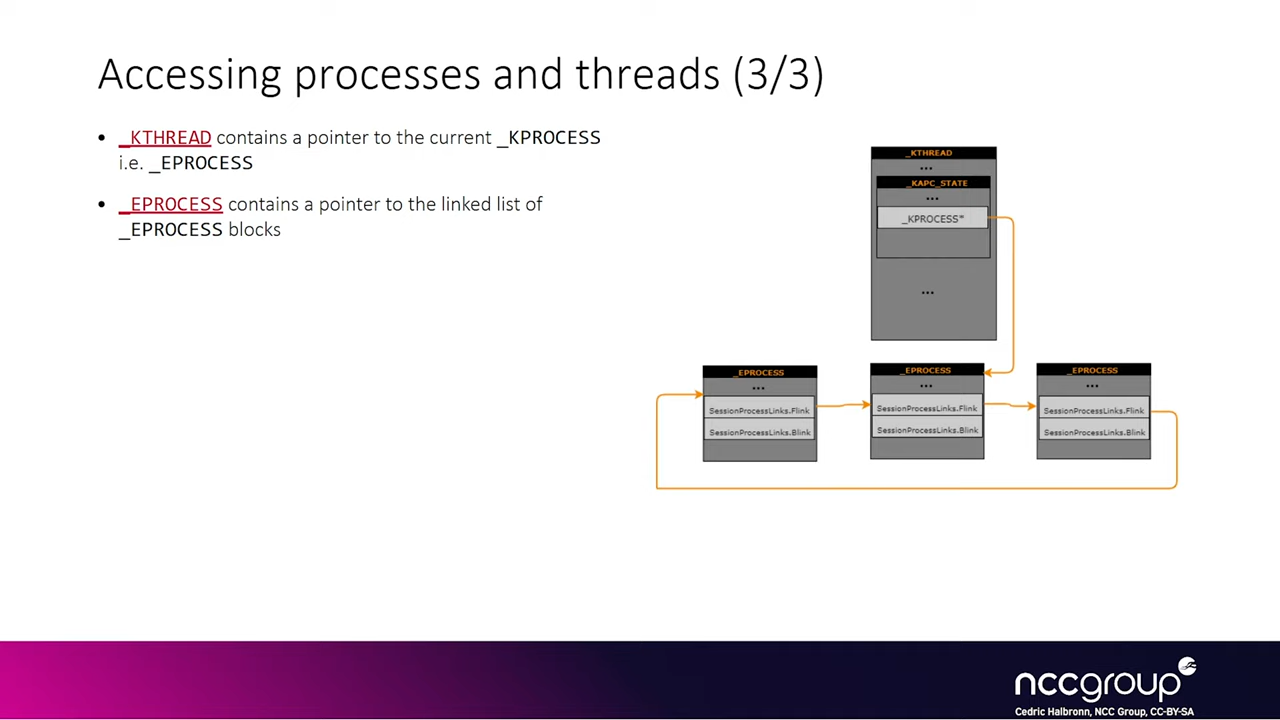 Accessing processes and threads (3/3)
• _KTHREAD contains a pointer to the current _KPROCESS
i.e. _EPROCESS
• _EPROCESS contains a pointer to the linked list of
_EPROCESS blocks
_KTHREAD
...
_KAPC_STATE
...
_KPROCESS*
...
_EPROCESS
...
SessionProcessLinks.Flink
SessionProcessLinks.Blink
_EPROCESS
...
SessionProcessLinks.Flink
SessionProcessLinks.Blink
_EPROCESS
...
SessionProcessLinks.Flink
SessionProcessLinks.Blink
nccgroup
Cedric Halbronn, NCC Group, CC-BY-SA